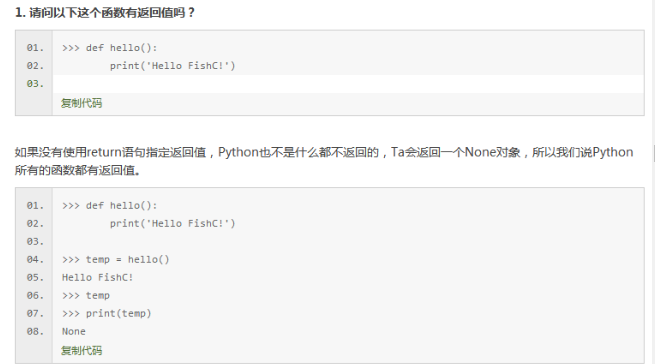 1. 请问以下这个函数有返回值吗？
01. >>> def hello():
02.         print('Hello FishC!')
03.
复制代码
如果没有使用return语句指定返回值，Python也不是什么都不返回的，Ta会返回一个None对象，所以我们说Python
所有的函数都有返回值。
01. >>> def hello():
02.         print('Hello FishC!')
03.
04. >>> temp = hello()
05. Hello FishC!
06. >>> temp
07. >>> print(temp)
08. None
复制代码